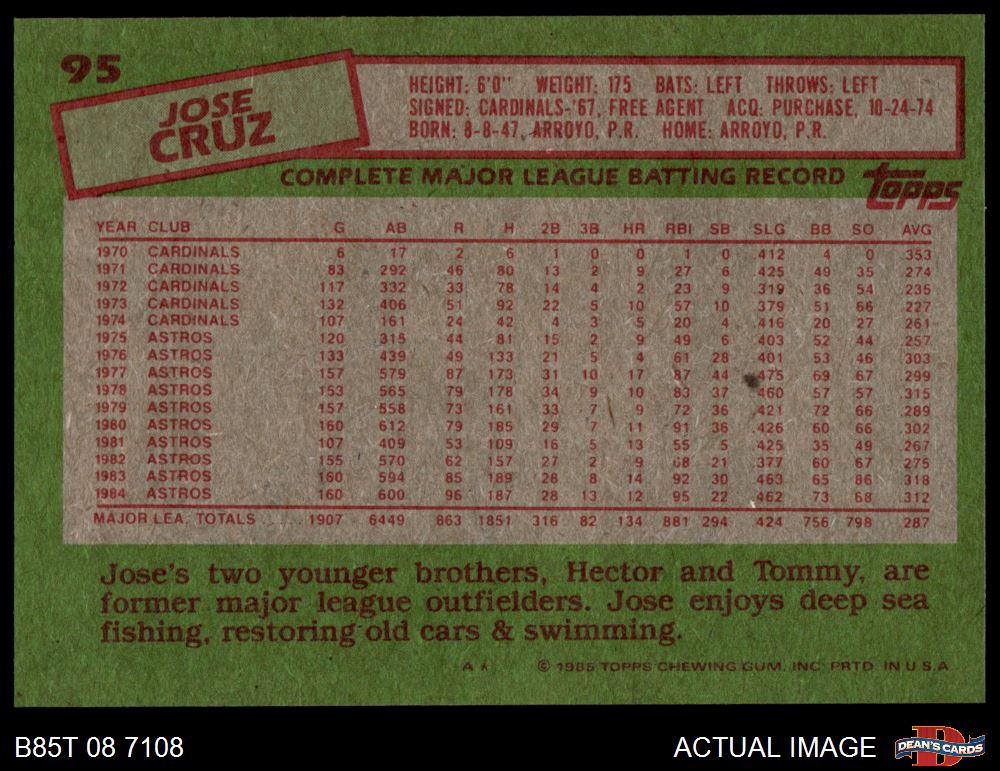 95
JOSE
CRUZ
HEIGHT: 6'0" WEIGHT: 175 BATS: LEFT THROWS: LEFT
SIGNED: CARDINALS-'67, FREE AGENT ACQ: PURCHASE, 10-24-74
BORN: 8-8-47, ARROYO, P.R. HOME: ARROYO, P.R.
COMPLETE MAJOR LEAGUE BATTING RECORD topps
YEAR CLUB G AB R H 2B 3B HR RBI SB SLG BB SO AVG
1970 CARDINALS 6 17 2 6 1 0 0 1 0 .412 4 0 .353
1971 CARDINALS 83 292 46 80 13 2 9 27 6 .425 49 35 .274
1972 CARDINALS 117 332 33 78 14 4 2 23 9 .319 36 54 .235
1973 CARDINALS 132 406 51 92 22 5 10 57 10 .379 51 66 .227
1974 CARDINALS 107 161 24 42 4 3 5 20 4 .416 20 27 .261
1975 ASTROS 120 315 44 81 15 2 9 49 6 .403 52 44 .257
1976 ASTROS 133 439 49 133 21 5 4 61 28 .401 53 46 .303
1977 ASTROS 157 579 87 173 31 10 17 87 44 .475 69 67 .299
1978 ASTROS 153 565 79 178 34 9 10 83 37 .460 57 57 .315
1979 ASTROS 157 558 73 161 33 7 9 72 36 .421 72 66 .289
1980 ASTROS 160 612 79 185 29 7 11 91 36 .426 60 66 .302
1981 ASTROS 107 409 53 109 16 5 13 55 5 .425 35 49 .267
1982 ASTROS 155 570 62 157 27 2 9 68 21 .377 60 67 .275
1983 ASTROS 160 594 85 189 28 8 14 92 30 .463 65 86 .318
1984 ASTROS 160 600 96 187 28 13 12 95 22 .462 73 68 .312
MAJOR LEA. TOTALS ...... 1907 6449 863 1851 316 82 134 881 294 .424 756 798 .287
Jose's two younger brothers, Hector and Tommy, are
former major league outfielders. Jose enjoys deep sea
fishing, restoring old cars & swimming.
A★ © 1985 TOPPS CHEWING GUM, INC. PRTD. IN U.S.A.
B85T 08 7108 ACTUAL IMAGE DEAN'S CARDS